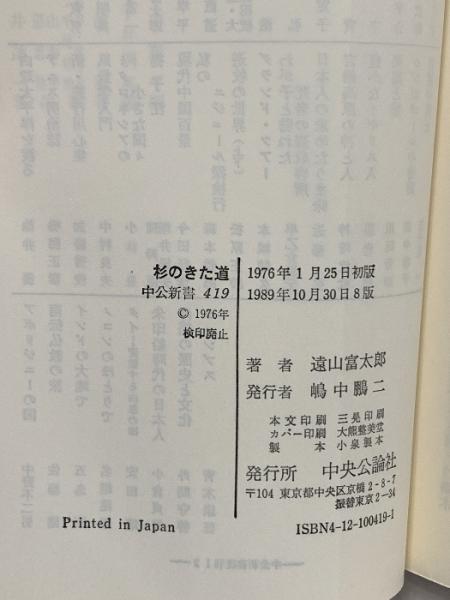 杉のきた道
中公新書 419
© 1976年
検印廃止
1976年1月25日初版
1989年10月30日8版
著者 遠山富太郎
発行者 嶋中鵬二
本文印刷 三晃印刷
カバー印刷 大熊整美堂
製本 小泉製本
発行所 中央公論社
〒104 東京都中央区京橋2-8-7
振替東京2-34
ISBN4-12-100419-1
Printed in Japan